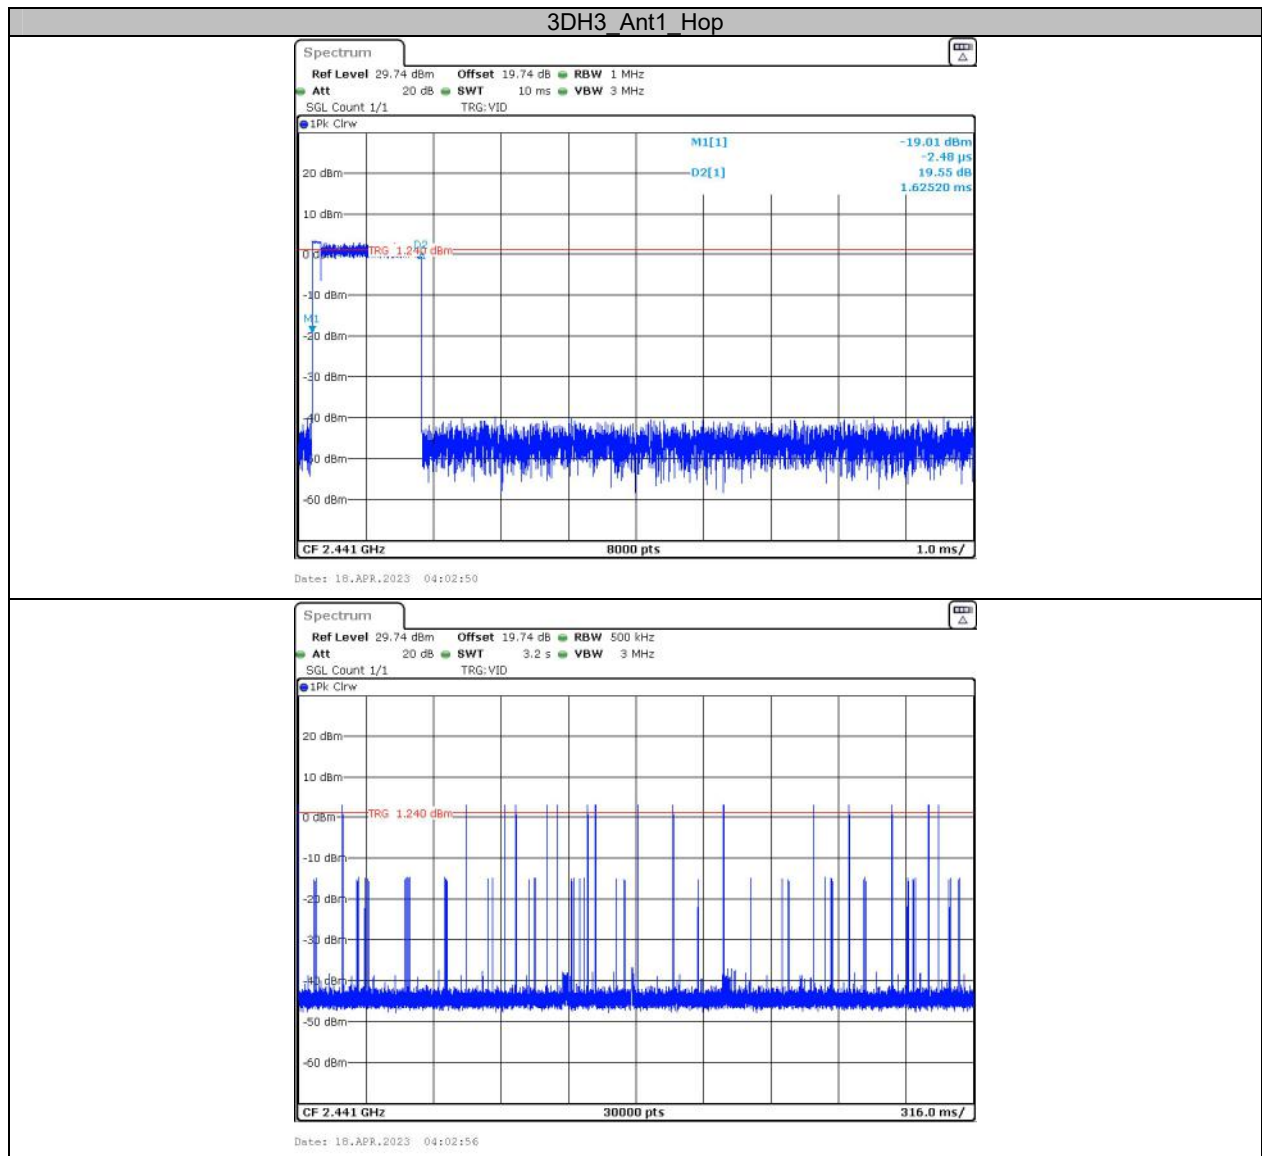 3DH3_Ant1_Hop
Spectrum
Ref Level 29.74 dBm Offset 19.74 dB RBW 1 MHz
Att 20 dB SWT 10 ms VBW 3 MHz
SGL Count 1/1 TRG:VID
1Pk Clrw
M1[1] -19.01 dBm
-2.48 µs
20 dBm D2[1] 19.55 dB
1.62520 ms
10 dBm
D2
TRG 1.240 dBm
-10 dBm
M1
-20 dBm
-30 dBm
-40 dBm
-50 dBm
-60 dBm
CF 2.441 GHz 8000 pts 1.0 ms/
Date: 18.APR.2023 04:02:50
Spectrum
Ref Level 29.74 dBm Offset 19.74 dB RBW 500 kHz
Att 20 dB SWT 3.2 s VBW 3 MHz
SGL Count 1/1 TRG:VID
1Pk Clrw
20 dBm
10 dBm
0 dBm TRG 1.240 dBm
-10 dBm
-20 dBm
-30 dBm
-40 dBm
-50 dBm
-60 dBm
CF 2.441 GHz 30000 pts 316.0 ms/
Date: 18.APR.2023 04:02:56